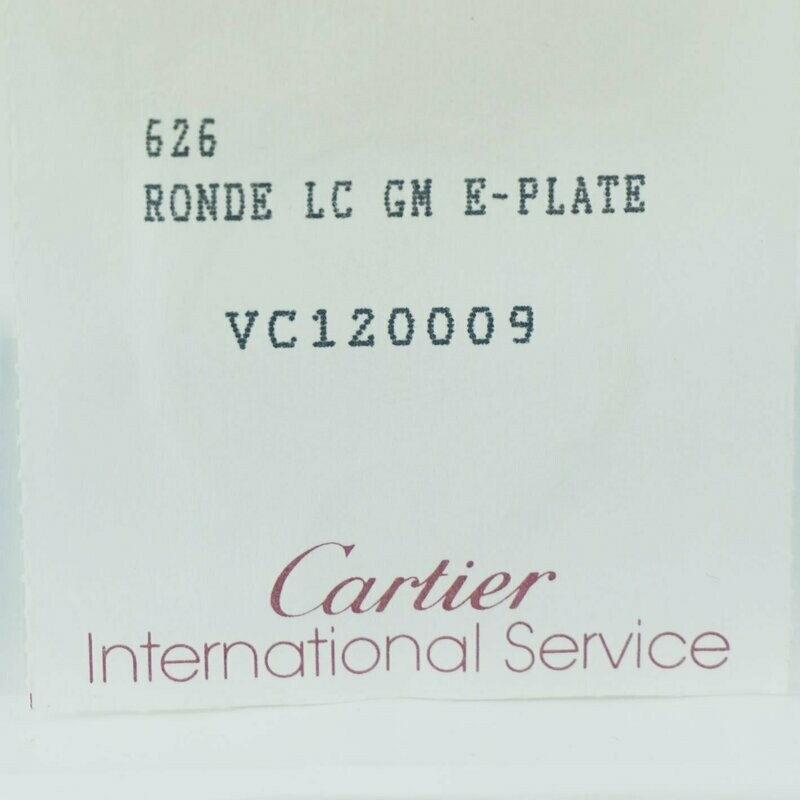 626
RONDE LC GM E-PLATE
VC120009
Cartier
International Service